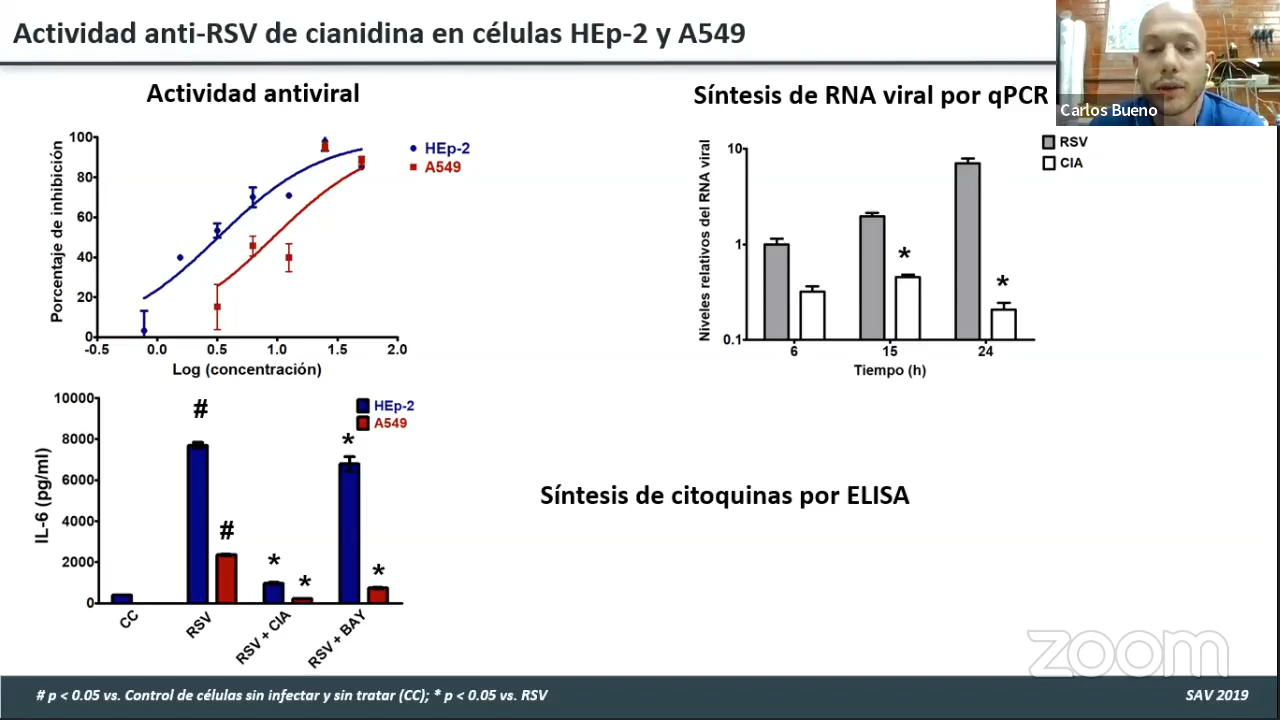 Actividad anti-RSV de cianidina en células HEp-2 y A549
Carlos Bueno
Actividad antiviral
Porcentaje de inhibición
100
80
60
40
20
0
-0.5
0.0
0.5
1.0
1.5
2.0
Log (concentración)
HEp-2
A549
Síntesis de RNA viral por qPCR
Niveles relativos del RNA viral
10
1
0.1
*
*
6
15
24
Tiempo (h)
RSV
CIA
IL-6 (pg/ml)
10000
8000
6000
4000
2000
0
#
#
*
*
*
*
HEp-2
A549
CC
RSV
RSV + CIA
RSV + BAY
Síntesis de citoquinas por ELISA
zoom
# p < 0.05 vs. Control de células sin infectar y sin tratar (CC); * p < 0.05 vs. RSV
SAV 2019